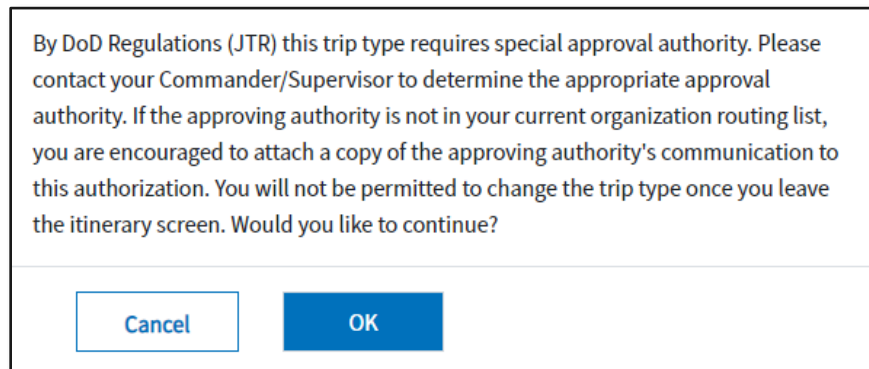 By DoD Regulations (JTR) this trip type requires special approval authority. Please
contact your Commander/Supervisor to determine the appropriate approval
authority. If the approving authority is not in your current organization routing list,
you are encouraged to attach a copy of the approving authority's communication to
this authorization. You will not be permitted to change the trip type once you leave
the itinerary screen. Would you like to continue?
Cancel OK